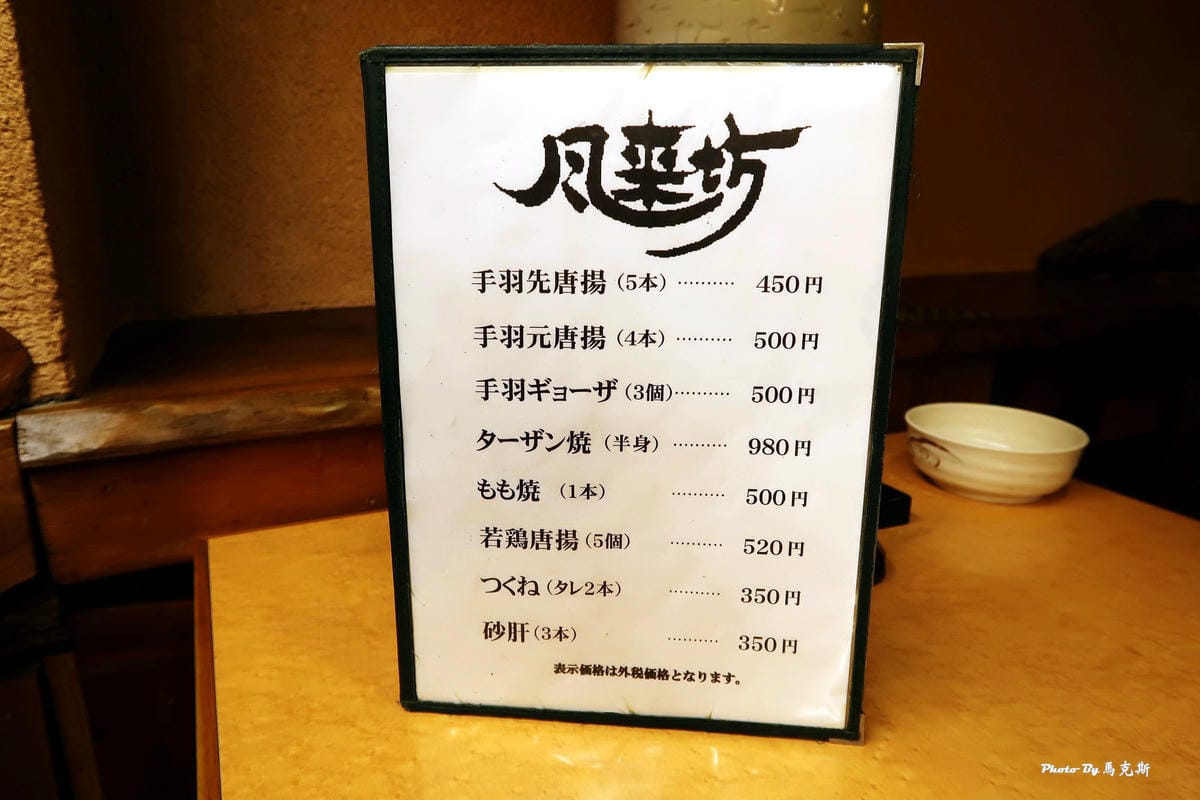 風来坊
手羽先唐揚（5本）………… 450円
手羽元唐揚（4本）………… 500円
手羽ギョーザ（3個）………… 500円
ターザン焼（半身）………… 980円
もも焼 （1本） ………… 500円
若鶏唐揚（5個） ………… 520円
つくね（タレ2本） ………… 350円
砂肝（3本） ………… 350円
表示価格は外税価格となります。
Photo By 馬克斯